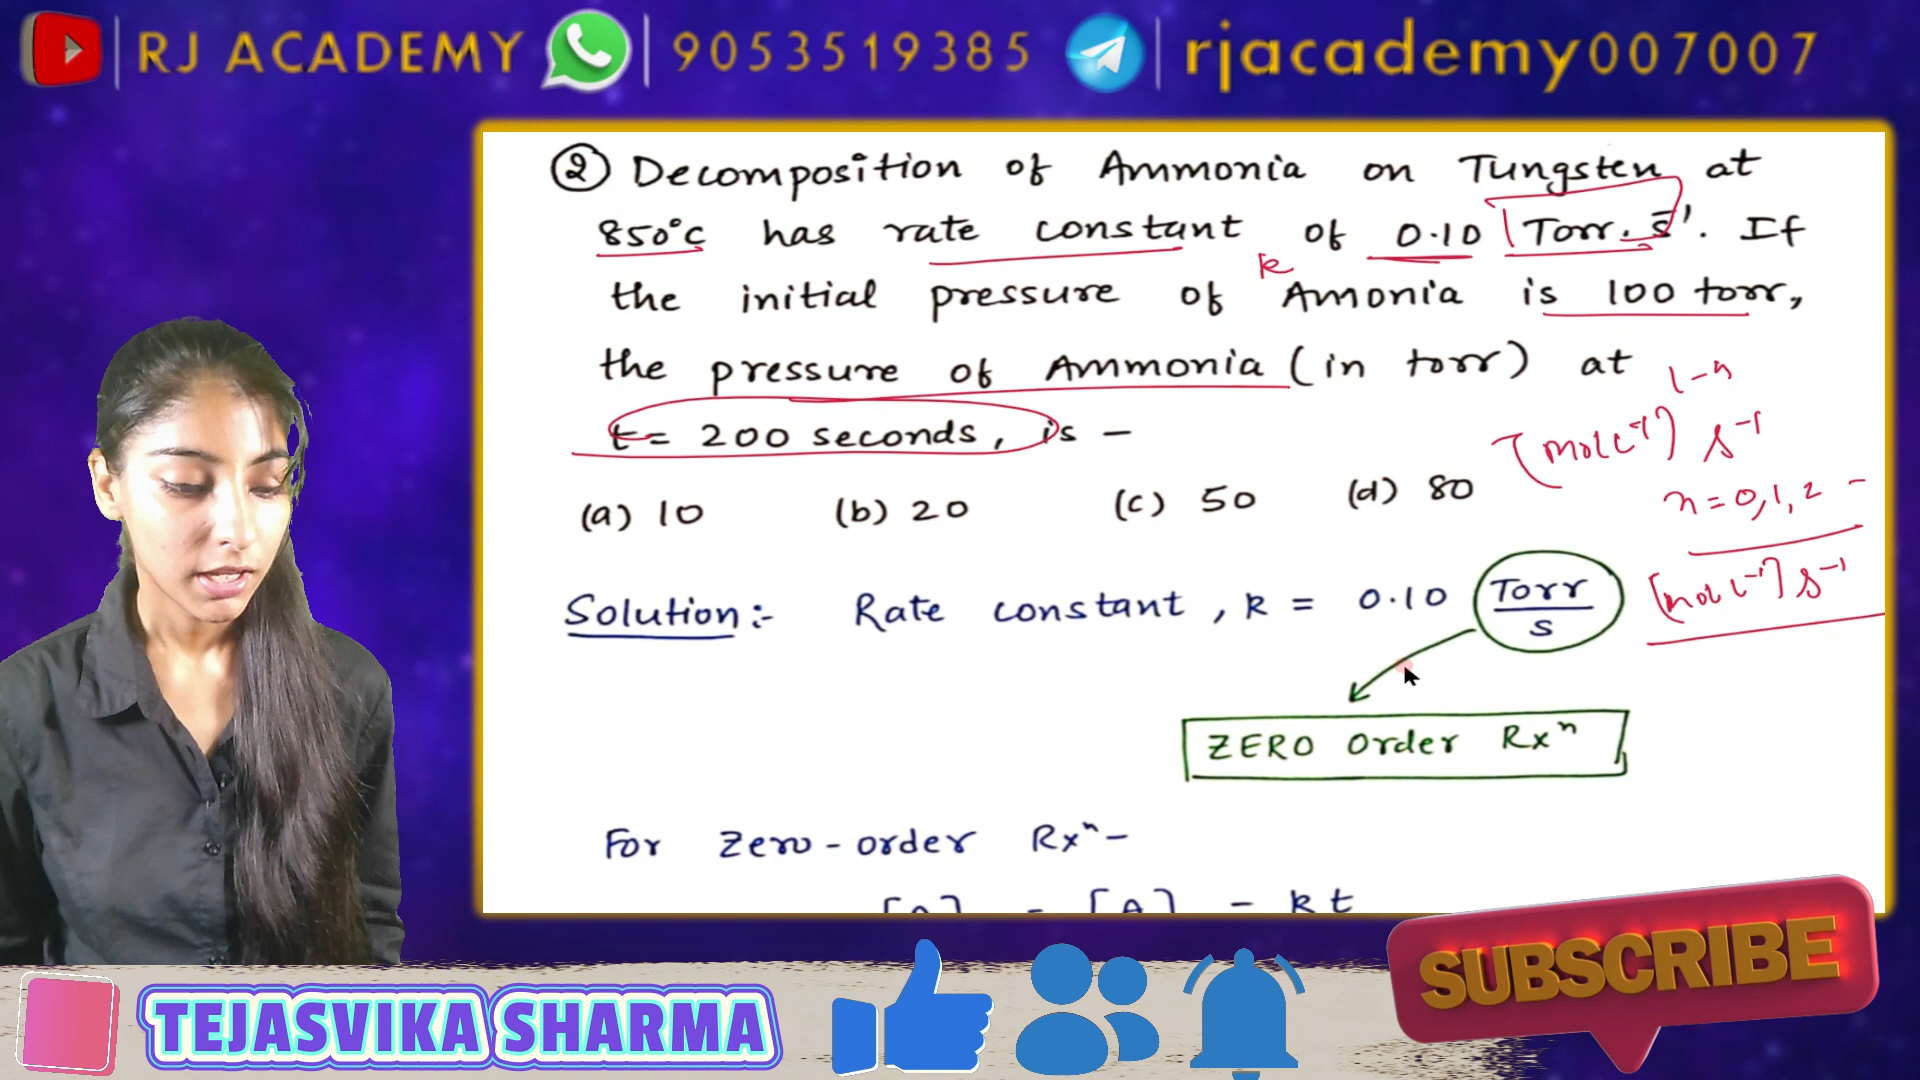 RJ ACADEMY 9053519385 rjacademy007007
② Decomposition of Ammonia on Tungsten at
850°C has rate constant of 0.10 Torr. s⁻¹. If
k
the initial pressure of Amonia is 100 torr,
the pressure of Ammonia (in torr) at
t = 200 seconds, is –
(a) 10 (b) 20 (c) 50 (d) 80
1-n
(mol L⁻¹) s⁻¹
n = 0,1,2 –
(mol L⁻¹) s⁻¹
Solution:- Rate constant, k = 0.10 Torr/s
ZERO Order Rxⁿ
For Zero-order Rxⁿ–
[A] = [A] – kt
SUBSCRIBE
TEJASVIKA SHARMA